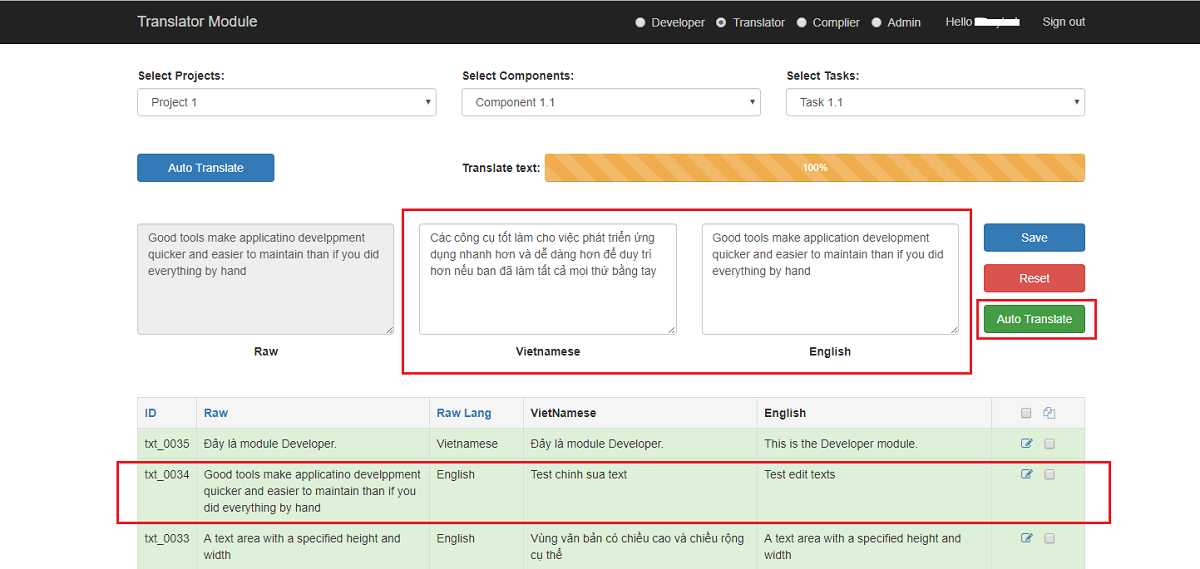 Translator Module
Developer Translator Complier Admin Hello Sign out
Select Projects: Select Components: Select Tasks:
Project 1 Component 1.1 Task 1.1
Auto Translate Translate text: 100%
Good tools make applicatino develppment
quicker and easier to maintain than if you did
everything by hand
Raw
Các công cụ tốt làm cho việc phát triển ứng
dụng nhanh hơn và dễ dàng hơn để duy trì
hơn nếu bạn đã làm tất cả mọi thứ bằng tay
Vietnamese
Good tools make application development
quicker and easier to maintain than if you did
everything by hand
English
Save
Reset
Auto Translate
ID Raw Raw Lang VietNamese English
txt_0035 Đây là module Developer. Vietnamese Đây là module Developer. This is the Developer module.
txt_0034 Good tools make applicatino develppment English Test chinh sua text Test edit texts
quicker and easier to maintain than if you
did everything by hand
txt_0033 A text area with a specified height and English Vùng văn bản có chiều cao và chiều rộng A text area with a specified height and
width cụ thể width